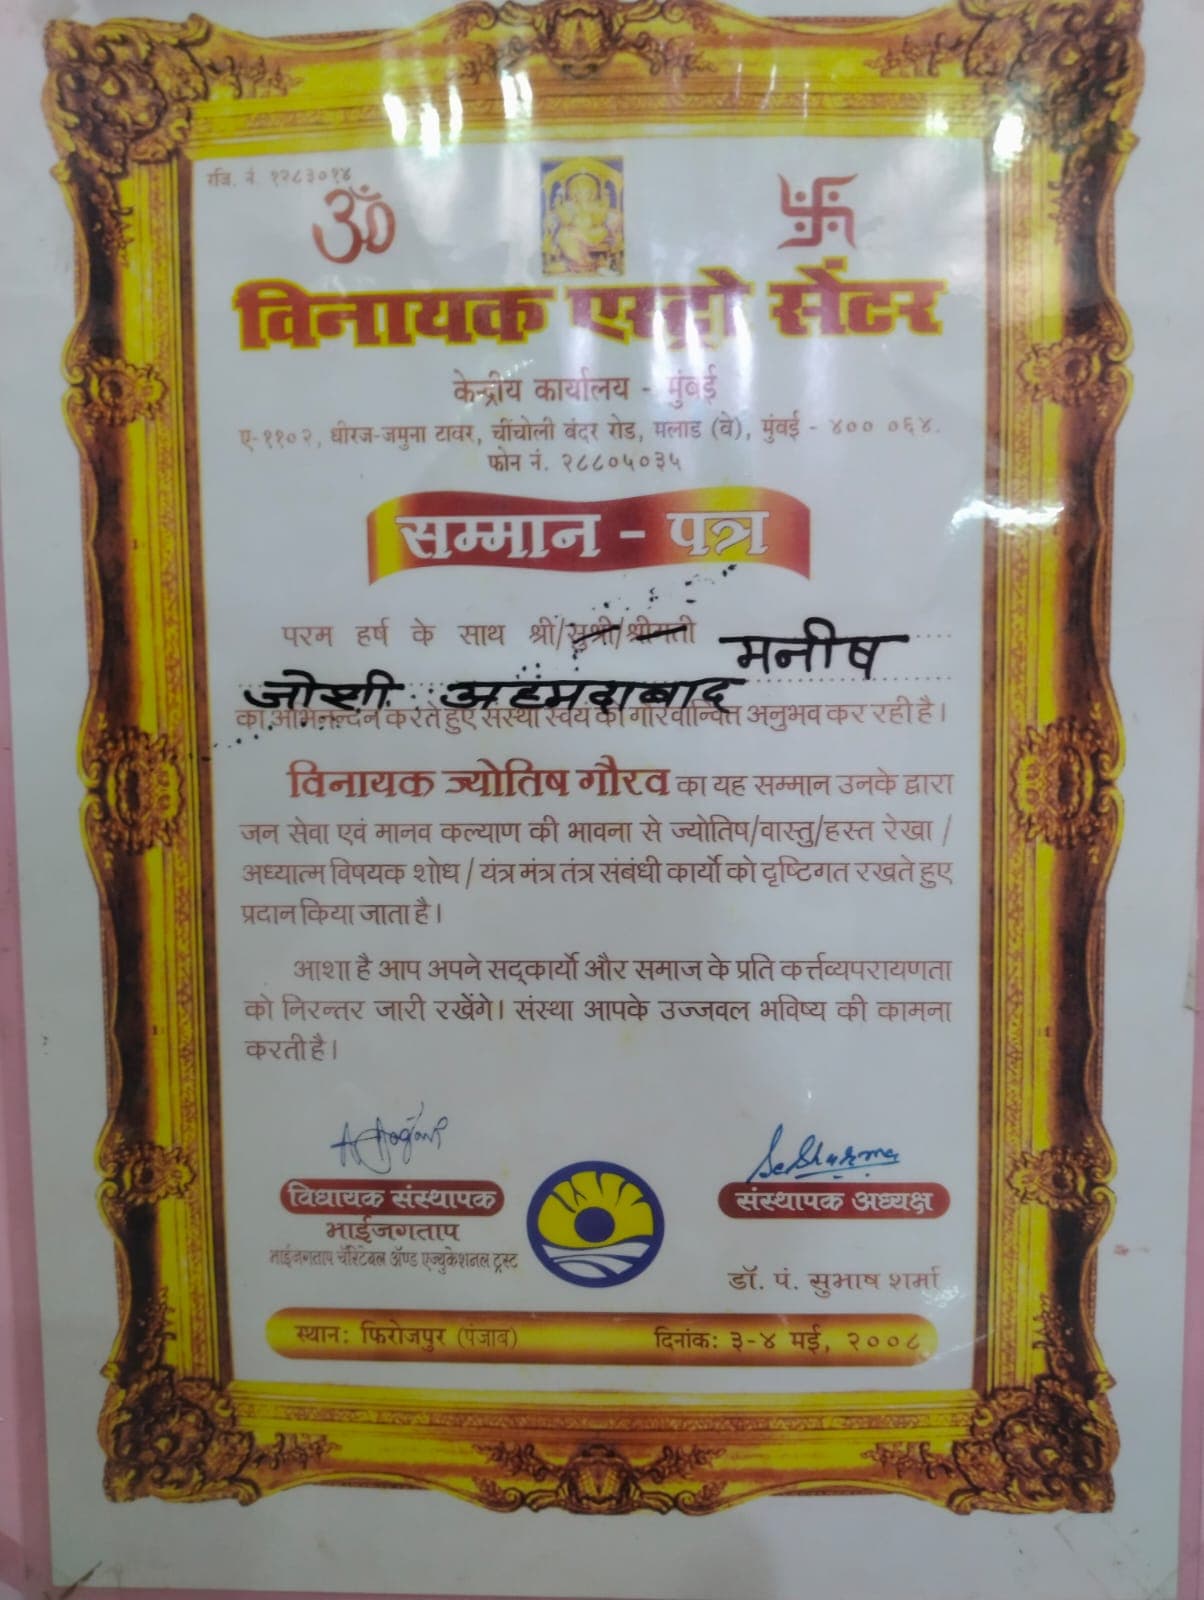 रजि. नं. १२८३०१४
ॐ
विनायक एस्ट्रो सेंटर
केन्द्रीय कार्यालय - मुंबई
ए-११०२, धीरज-जमुना टावर, चींचोली बंदर रोड, मलाड (वे), मुंबई - ४०० ०६४.
फोन नं. २८८०५०३५
सम्मान - पत्र
परम हर्ष के साथ श्री/सुश्री/श्रीमती मनीष
जोशी अहमदाबाद
का अभिनन्दन करते हुए संस्था स्वयं को गौरवान्वित अनुभव कर रही है।
विनायक ज्योतिष गौरव का यह सम्मान उनके द्वारा
जन सेवा एवं मानव कल्याण की भावना से ज्योतिष/वास्तु/हस्त रेखा /
अध्यात्म विषयक शोध / यंत्र मंत्र तंत्र संबंधी कार्यो को दृष्टिगत रखते हुए
प्रदान किया जाता है।
आशा है आप अपने सद्कार्यो और समाज के प्रति कर्त्तव्यपरायणता
को निरन्तर जारी रखेंगे। संस्था आपके उज्जवल भविष्य की कामना
करती है।
ScSharma
विधायक संस्थापक
संस्थापक अध्यक्ष
भाईजगताप
भाईजगताप चॅरिटेबल ॲण्ड एज्युकेशनल ट्रस्ट
डॉ. पं. सुभाष शर्मा
स्थान: फिरोजपुर (पंजाब)
दिनांक: ३-४ मई, २००८